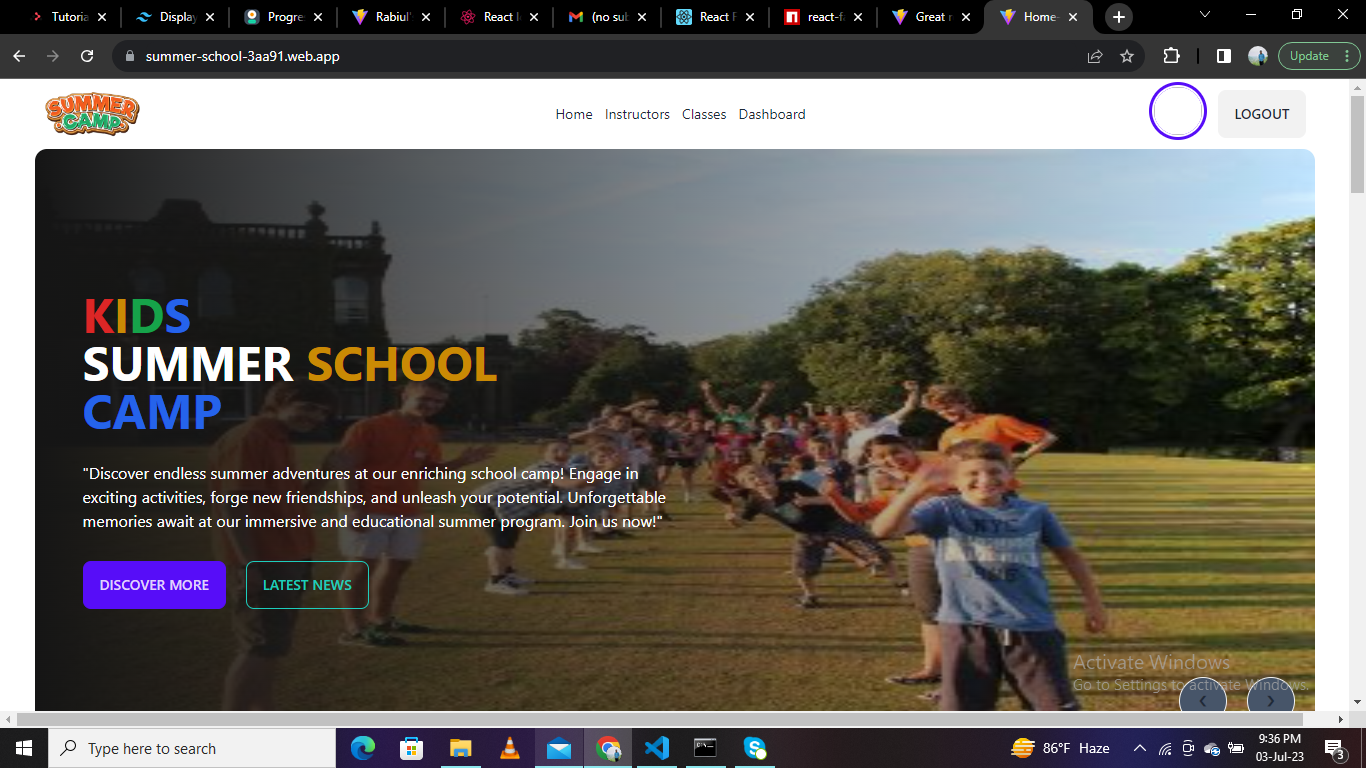 Tutoria
Display
Progre
Rabiul'
React I
(no sub
React F
react-fa
Great r
Home-
summer-school-3aa91.web.app
Update
SUMMER
CAMP
Home Instructors Classes Dashboard
LOGOUT
KIDS
SUMMER SCHOOL
CAMP
"Discover endless summer adventures at our enriching school camp! Engage in
exciting activities, forge new friendships, and unleash your potential. Unforgettable
memories await at our immersive and educational summer program. Join us now!"
DISCOVER MORE
LATEST NEWS
NYC
Activate Windows
Go to Settings to activate Windows.
Type here to search
86°F Haze
9:36 PM
03-Jul-23
3